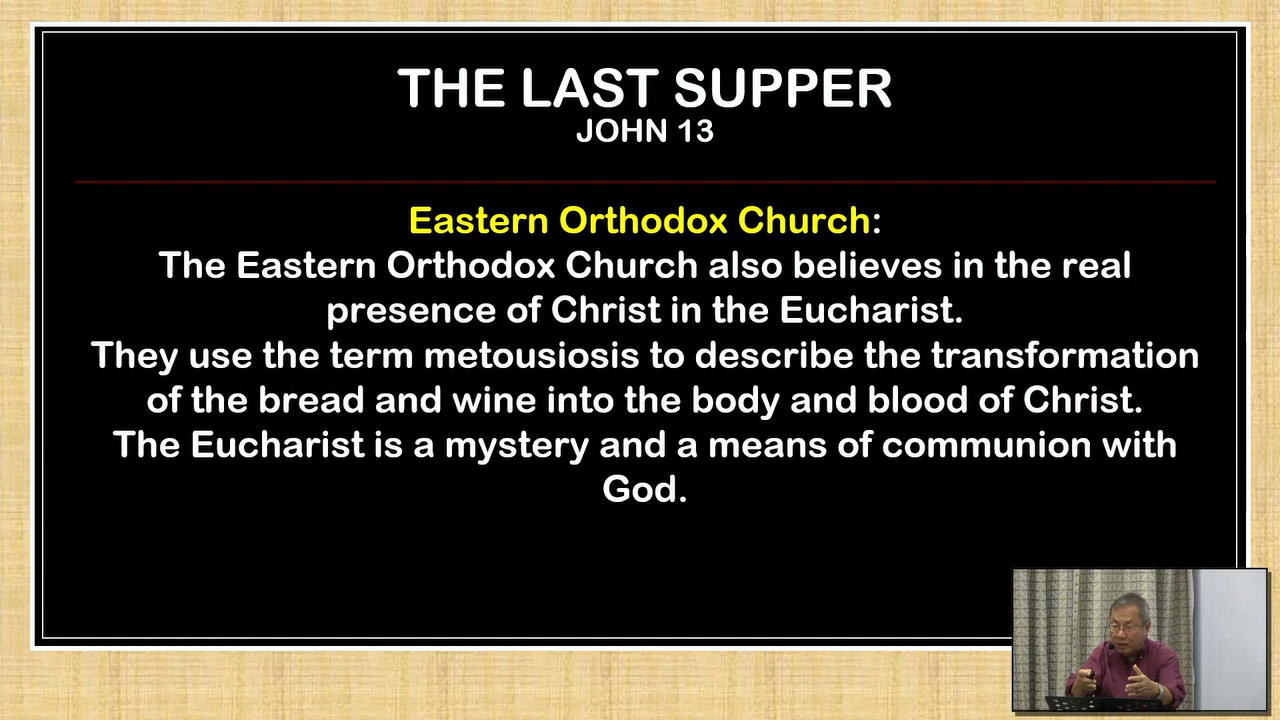 THE LAST SUPPER
JOHN 13
Eastern Orthodox Church:
The Eastern Orthodox Church also believes in the real
presence of Christ in the Eucharist.
They use the term metousiosis to describe the transformation
of the bread and wine into the body and blood of Christ.
The Eucharist is a mystery and a means of communion with
God.